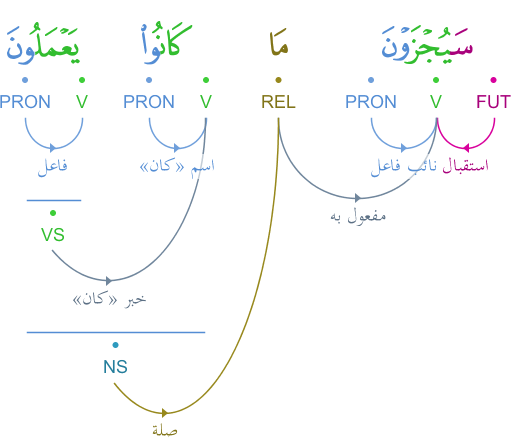 سَيُجْزَوْنَ مَا كَانُوا۟ يَعْمَلُونَ
FUT V PRON REL V PRON V PRON
استقبال نائب فاعل اسم «كان» فاعل
مفعول به
VS
خبر «كان»
NS
صلة